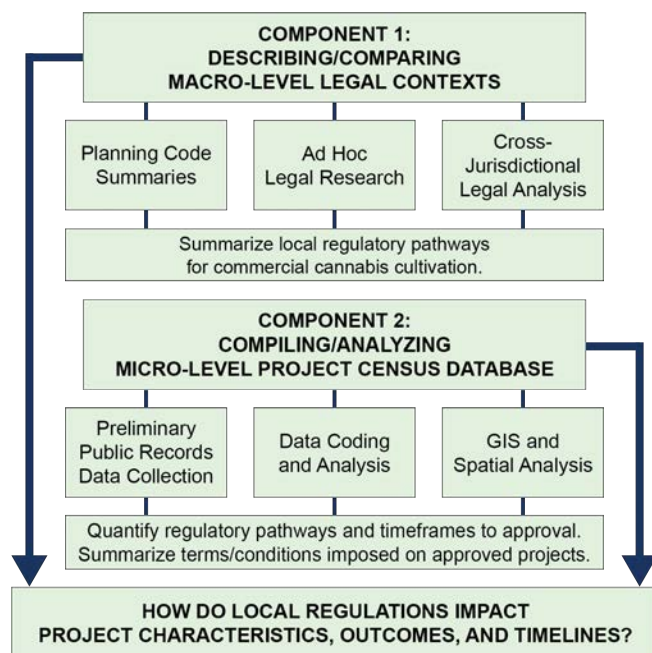 COMPONENT 1:
DESCRIBING/COMPARING
MACRO-LEVEL LEGAL CONTEXTS
Planning Code
Summaries
Ad Hoc
Legal Research
Cross-
Jurisdictional
Legal Analysis
Summarize local regulatory pathways
for commercial cannabis cultivation.
COMPONENT 2:
COMPILING/ANALYZING
MICRO-LEVEL PROJECT CENSUS DATABASE
Preliminary
Public Records
Data Collection
Data Coding
and Analysis
GIS and
Spatial Analysis
Quantify regulatory pathways and timeframes to approval.
Summarize terms/conditions imposed on approved projects.
HOW DO LOCAL REGULATIONS IMPACT
PROJECT CHARACTERISTICS, OUTCOMES, AND TIMELINES?